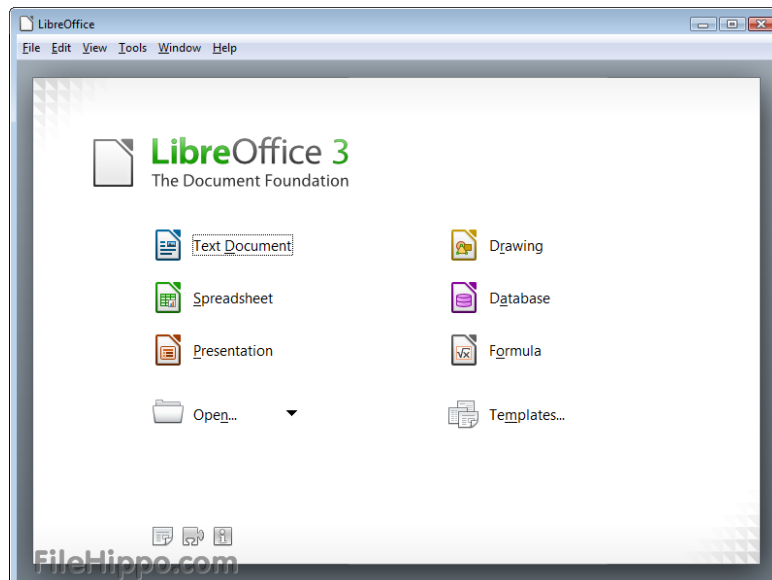 LibreOffice
File Edit View Tools Window Help
LibreOffice 3
The Document Foundation
Text Document
Drawing
Spreadsheet
Database
Presentation
Formula
Open...
Templates...
FileHippo.com